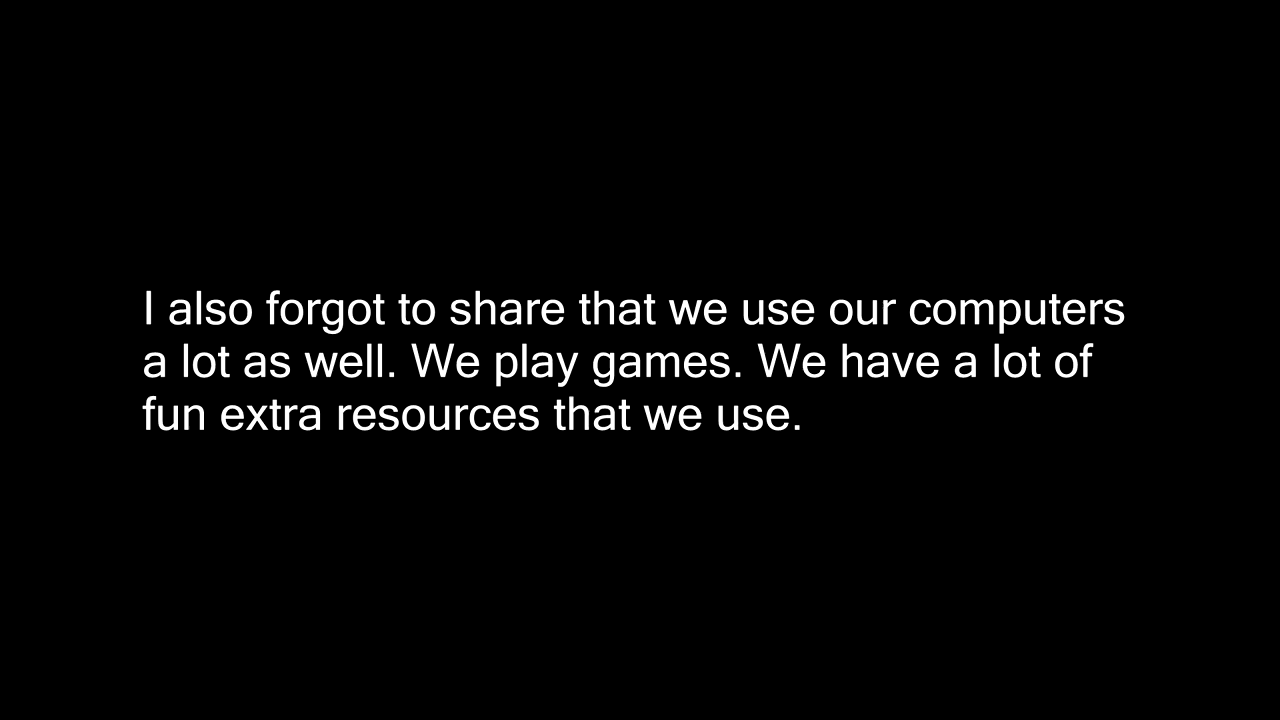 I also forgot to share that we use our computers
a lot as well. We play games. We have a lot of
fun extra resources that we use.